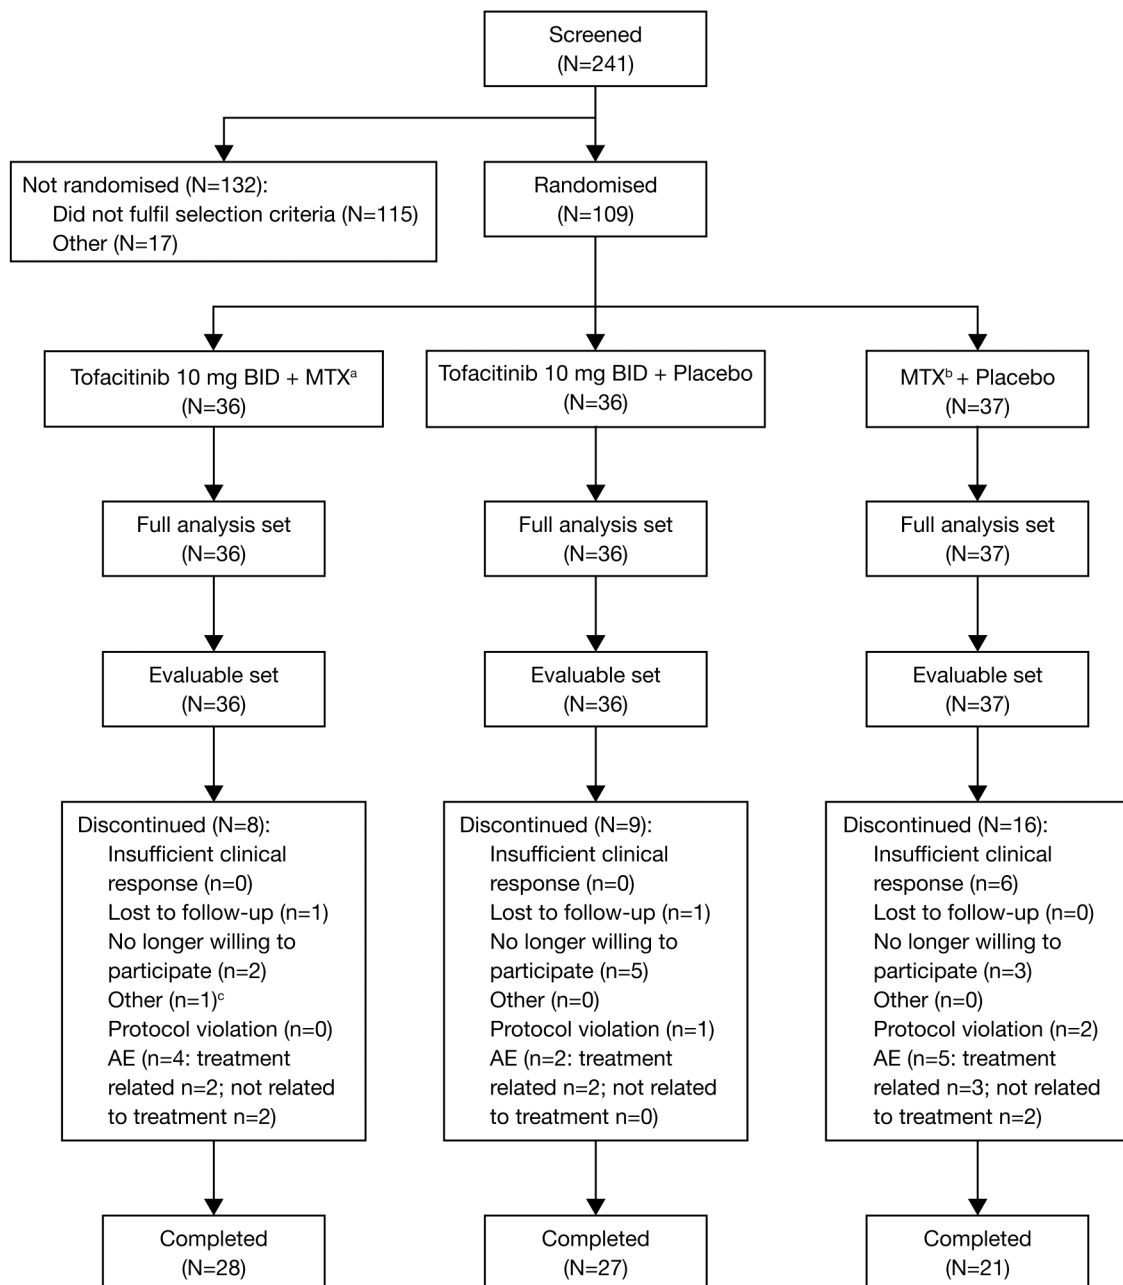 Screened
(N=241)
Not randomised (N=132):
Did not fulfil selection criteria (N=115)
Other (N=17)
Randomised
(N=109)
Tofacitinib 10 mg BID + MTXᵃ
(N=36)
Tofacitinib 10 mg BID + Placebo
(N=36)
MTXᵇ + Placebo
(N=37)
Full analysis set
(N=36)
Full analysis set
(N=36)
Full analysis set
(N=37)
Evaluable set
(N=36)
Evaluable set
(N=36)
Evaluable set
(N=37)
Discontinued (N=8):
Insufficient clinical
response (n=0)
Lost to follow-up (n=1)
No longer willing to
participate (n=2)
Other (n=1)ᶜ
Protocol violation (n=0)
AE (n=4: treatment
related n=2; not related
to treatment n=2)
Discontinued (N=9):
Insufficient clinical
response (n=0)
Lost to follow-up (n=1)
No longer willing to
participate (n=5)
Other (n=0)
Protocol violation (n=1)
AE (n=2: treatment
related n=2; not related
to treatment n=0)
Discontinued (N=16):
Insufficient clinical
response (n=6)
Lost to follow-up (n=0)
No longer willing to
participate (n=3)
Other (n=0)
Protocol violation (n=2)
AE (n=5: treatment
related n=3; not related
to treatment n=2)
Completed
(N=28)
Completed
(N=27)
Completed
(N=21)